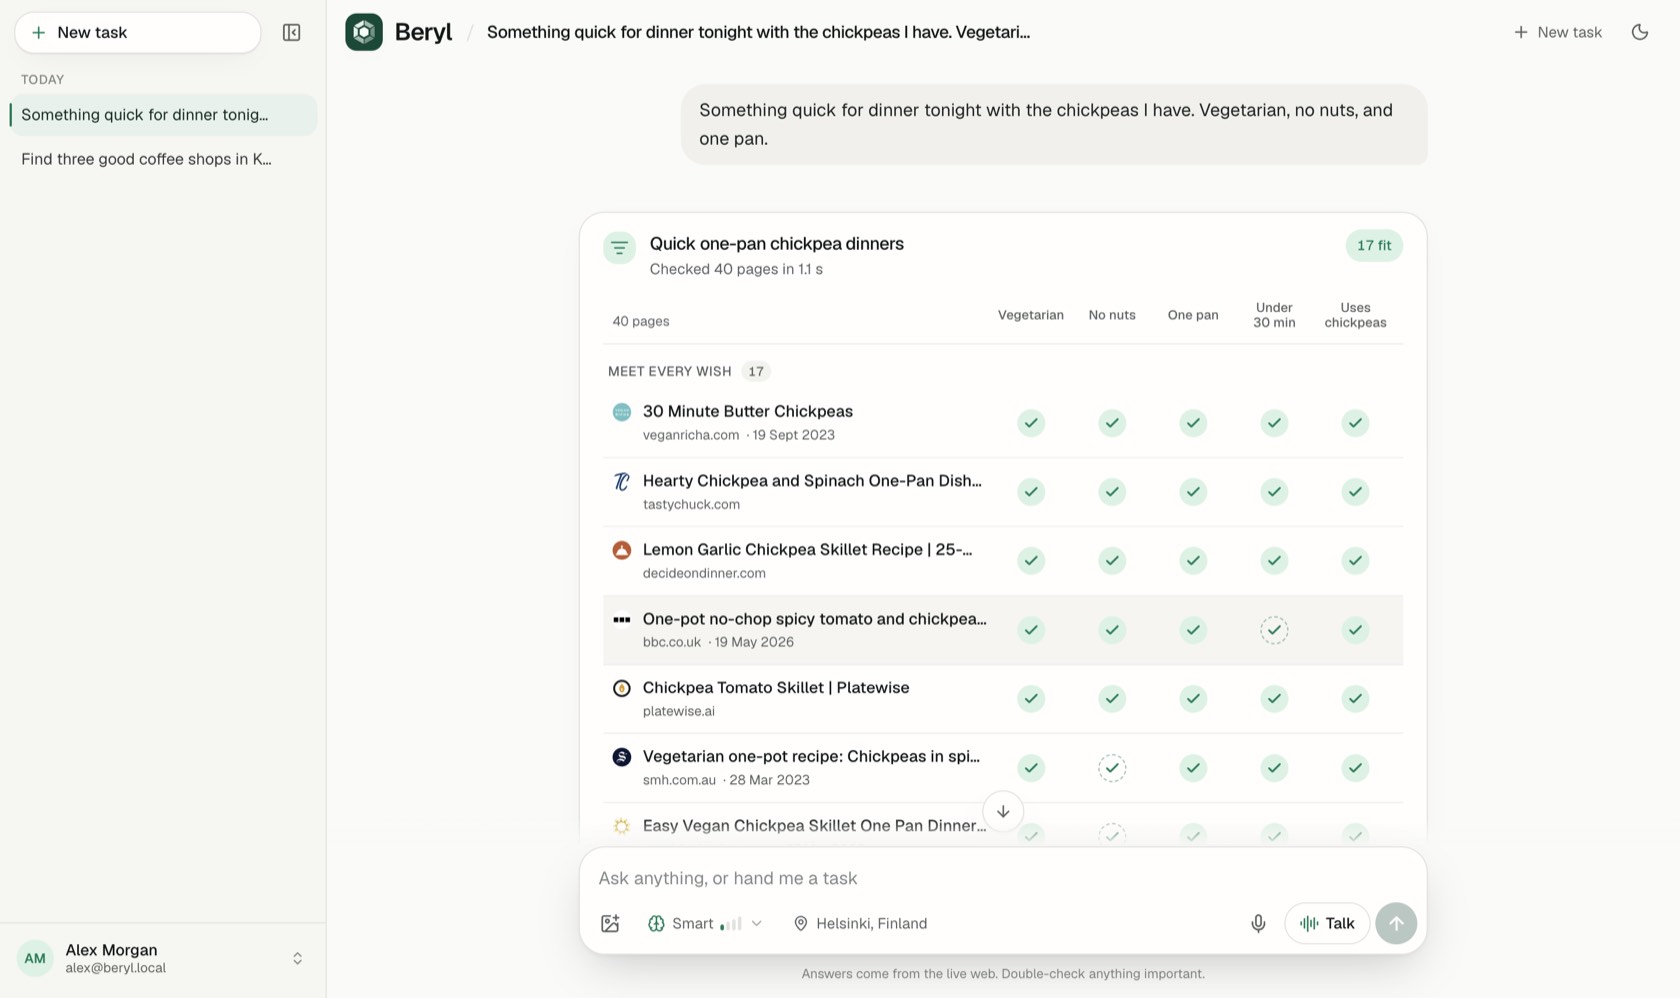 New task
TODAY
Something quick for dinner tonig...
Find three good coffee shops in K...
AM
Alex Morgan
alex@beryl.local
Beryl / Something quick for dinner tonight with the chickpeas I have. Vegetari...
New task
Something quick for dinner tonight with the chickpeas I have. Vegetarian, no nuts, and
one pan.
Quick one-pan chickpea dinners
Checked 40 pages in 1.1 s
17 fit
40 pages
Vegetarian
No nuts
One pan
Under
30 min
Uses
chickpeas
MEET EVERY WISH 17
30 Minute Butter Chickpeas
veganricha.com · 19 Sept 2023
Hearty Chickpea and Spinach One-Pan Dish...
tastychuck.com
Lemon Garlic Chickpea Skillet Recipe | 25-...
decideondinner.com
One-pot no-chop spicy tomato and chickpea...
bbc.co.uk · 19 May 2026
Chickpea Tomato Skillet | Platewise
platewise.ai
Vegetarian one-pot recipe: Chickpeas in spi...
smh.com.au · 28 Mar 2023
Easy Vegan Chickpea Skillet One Pan Dinner...
Ask anything, or hand me a task
Smart
Helsinki, Finland
Talk
Answers come from the live web. Double-check anything important.